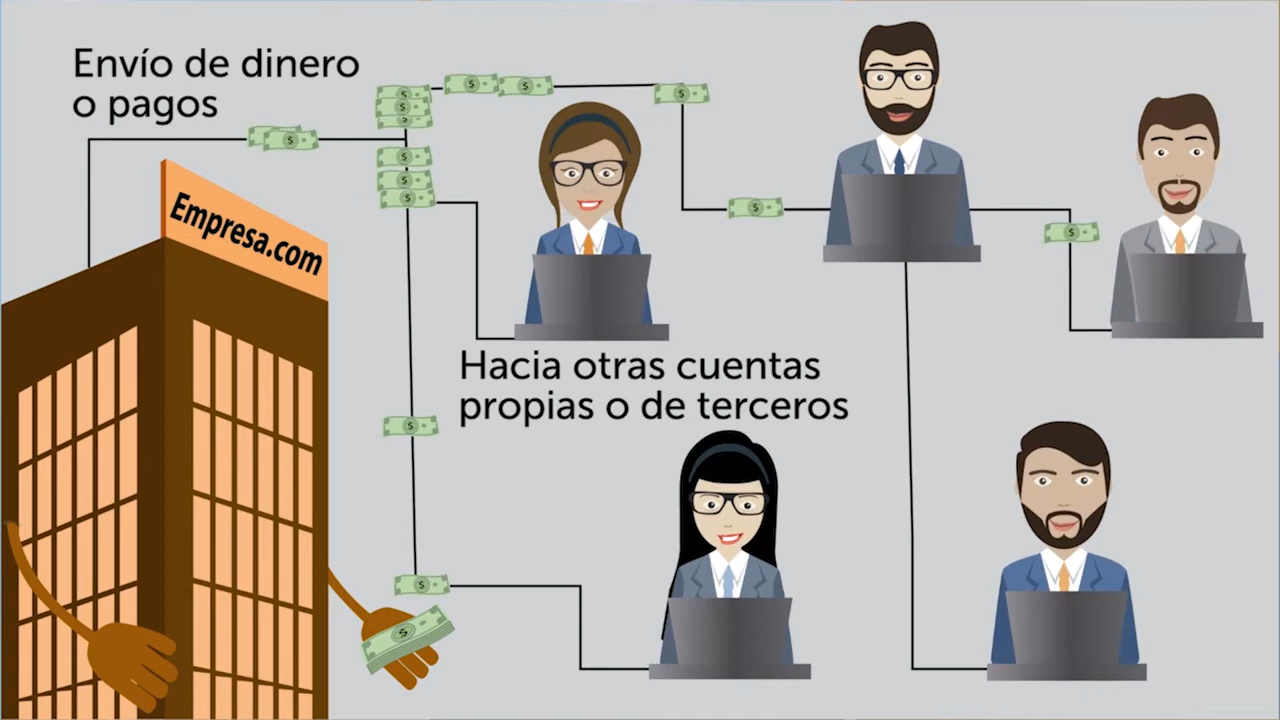 Envío de dinero
o pagos
Empresa.com
Hacia otras cuentas
propias o de terceros